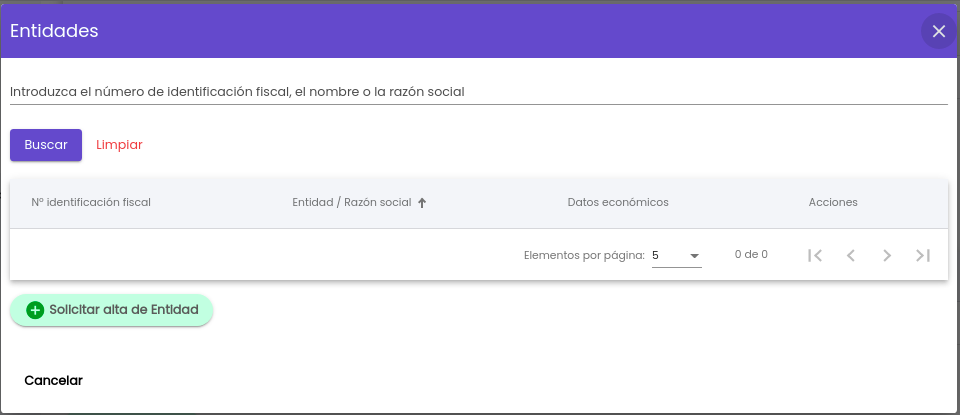 Entidades
Introduzca el número de identificación fiscal, el nombre o la razón social
Buscar Limpiar
Nº identificación fiscal Entidad / Razón social Datos económicos Acciones
Elementos por página: 5 0 de 0
Solicitar alta de Entidad
Cancelar